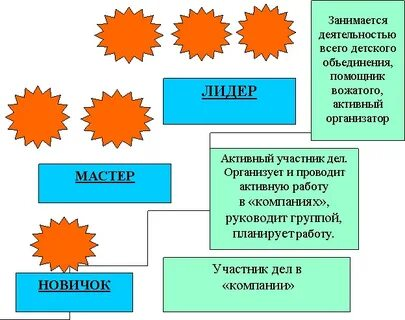 Занимается
деятельностью
всего детского
объединения,
помощник
вожатого,
активный
организатор
ЛИДЕР
Активный участник дел.
Организует и проводит
активную работу
в «компаниях»,
руководит группой,
планирует работу.
МАСТЕР
Участник дел в
«компании»
НОВИЧОК